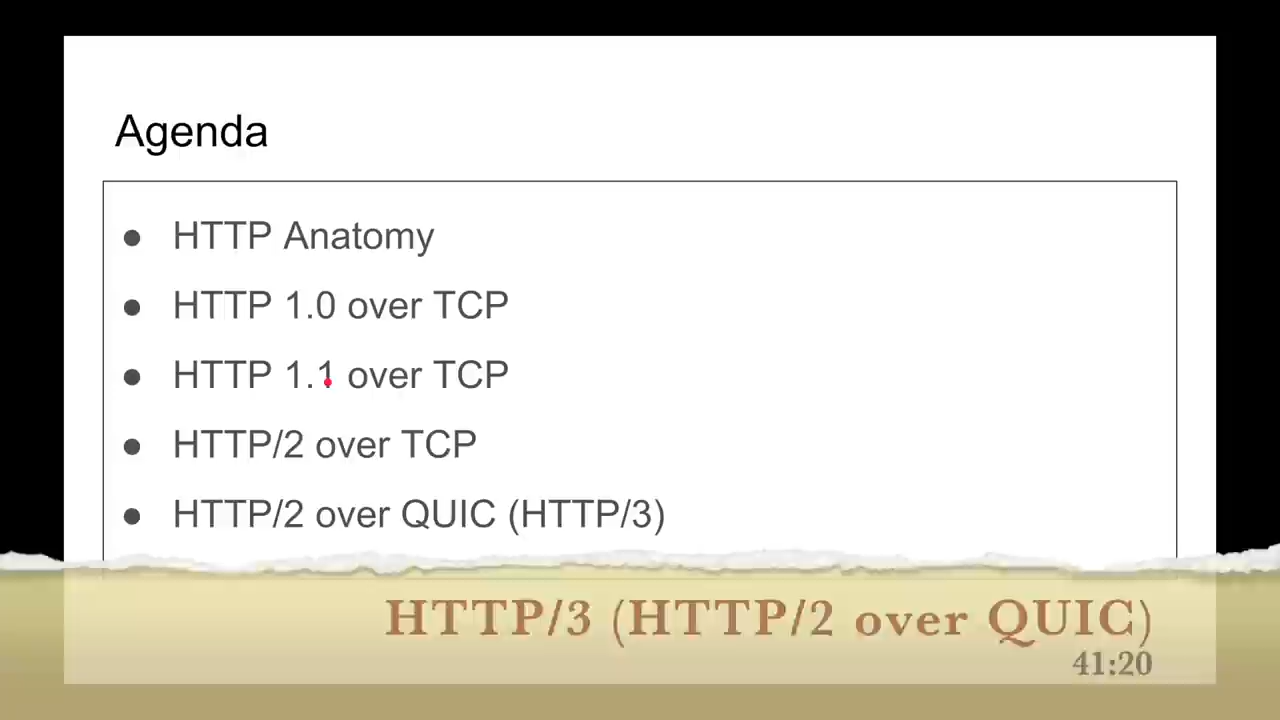 Agenda
● HTTP Anatomy
● HTTP 1.0 over TCP
● HTTP 1.1 over TCP
● HTTP/2 over TCP
● HTTP/2 over QUIC (HTTP/3)
HTTP/3 (HTTP/2 over QUIC)
41:20